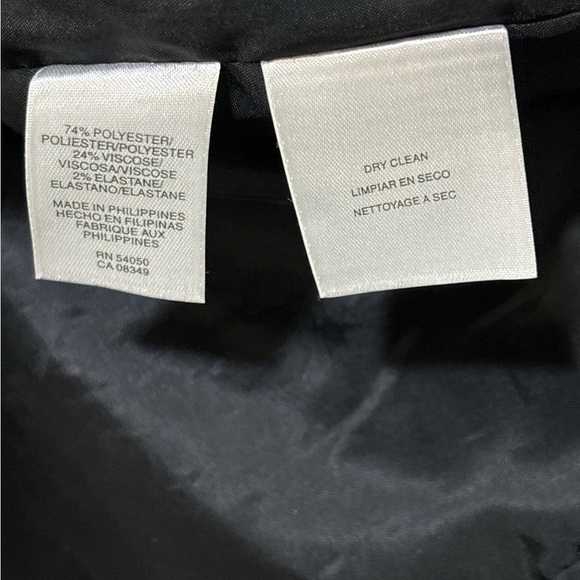 74% POLYESTER/
POLIESTER/POLYESTER
24% VISCOSE/
VISCOSA/VISCOSE
2% ELASTANE/
ELASTANO/ELASTANE
MADE IN PHILIPPINES
HECHO EN FILIPINAS
FABRIQUE AUX
PHILIPPINES
RN 54050
CA 08349
DRY CLEAN
LIMPIAR EN SECO
NETTOYAGE A SEC